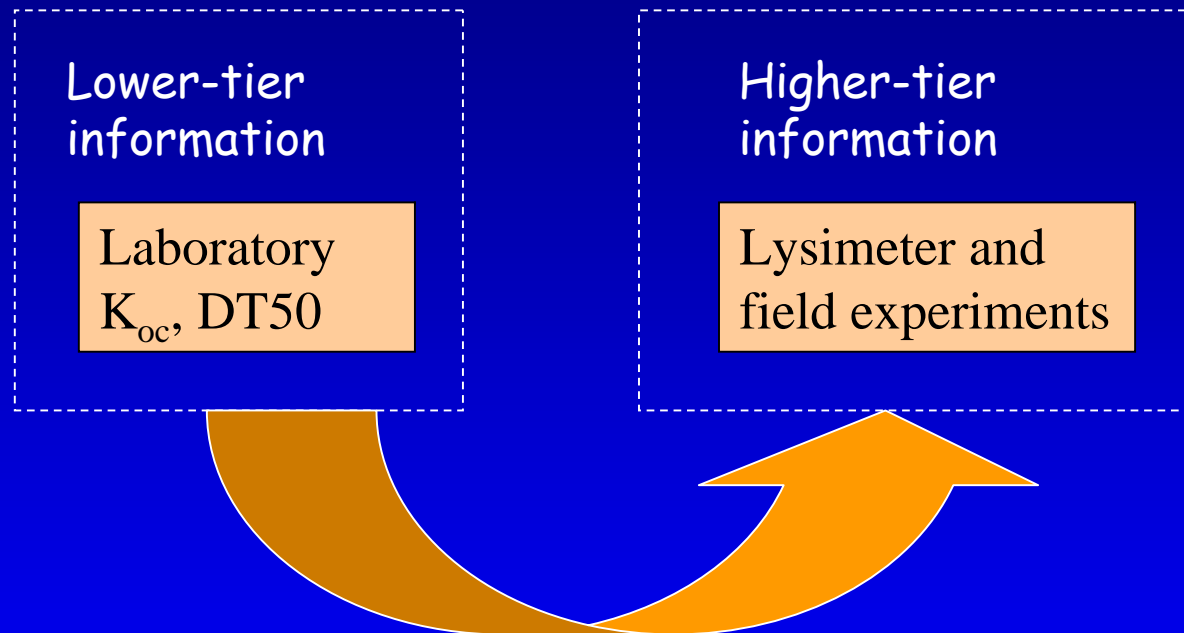 Lower-tier
information
Laboratory
Koc, DT50
Higher-tier
information
Lysimeter and
field experiments